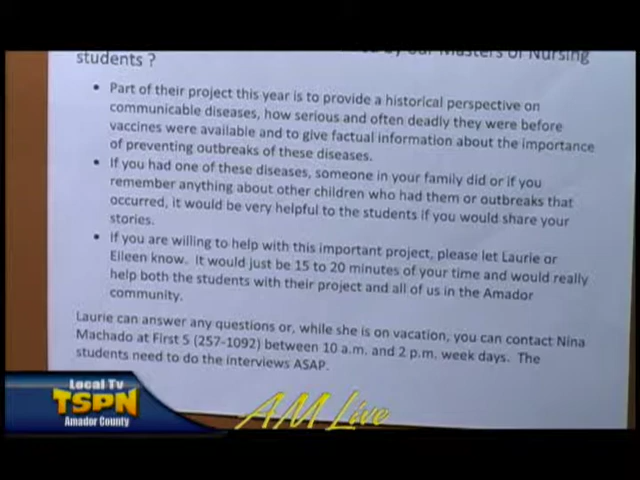 by our Masters of Nursing
students ?
• Part of their project this year is to provide a historical perspective on
communicable diseases, how serious and often deadly they were before
vaccines were available and to give factual information about the importance
of preventing outbreaks of these diseases.
• If you had one of these diseases, someone in your family did or if you
remember anything about other children who had them or outbreaks that
occurred, it would be very helpful to the students if you would share your
stories.
• If you are willing to help with this important project, please let Laurie or
Eileen know. It would just be 15 to 20 minutes of your time and would really
help both the students with their project and all of us in the Amador
community.
Laurie can answer any questions or, while she is on vacation, you can contact Nina
Machado at First 5 (257-1092) between 10 a.m. and 2 p.m. week days. The
students need to do the interviews ASAP.
Local Tv
TSPN
Amador County
AM Live